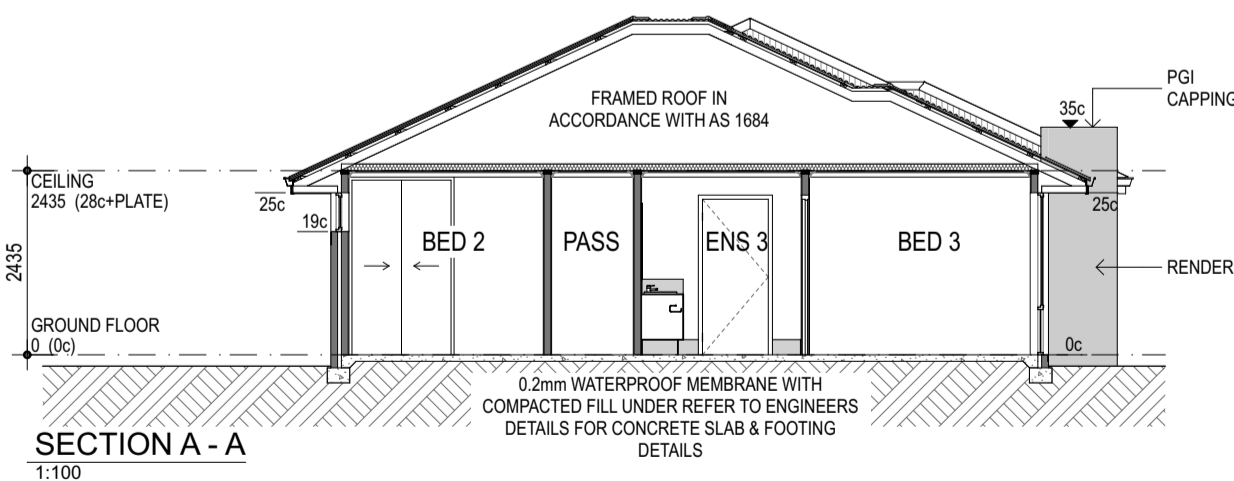 FRAMED ROOF IN
ACCORDANCE WITH AS 1684
PGI
CAPPING
35c
CEILING
2435 (28c+PLATE)
25c
25c
19c
2435
BED 2
PASS
ENS 3
BED 3
RENDER
GROUND FLOOR
0 (0c)
0c
0.2mm WATERPROOF MEMBRANE WITH
COMPACTED FILL UNDER REFER TO ENGINEERS
DETAILS FOR CONCRETE SLAB & FOOTING
DETAILS
SECTION A - A
1:100